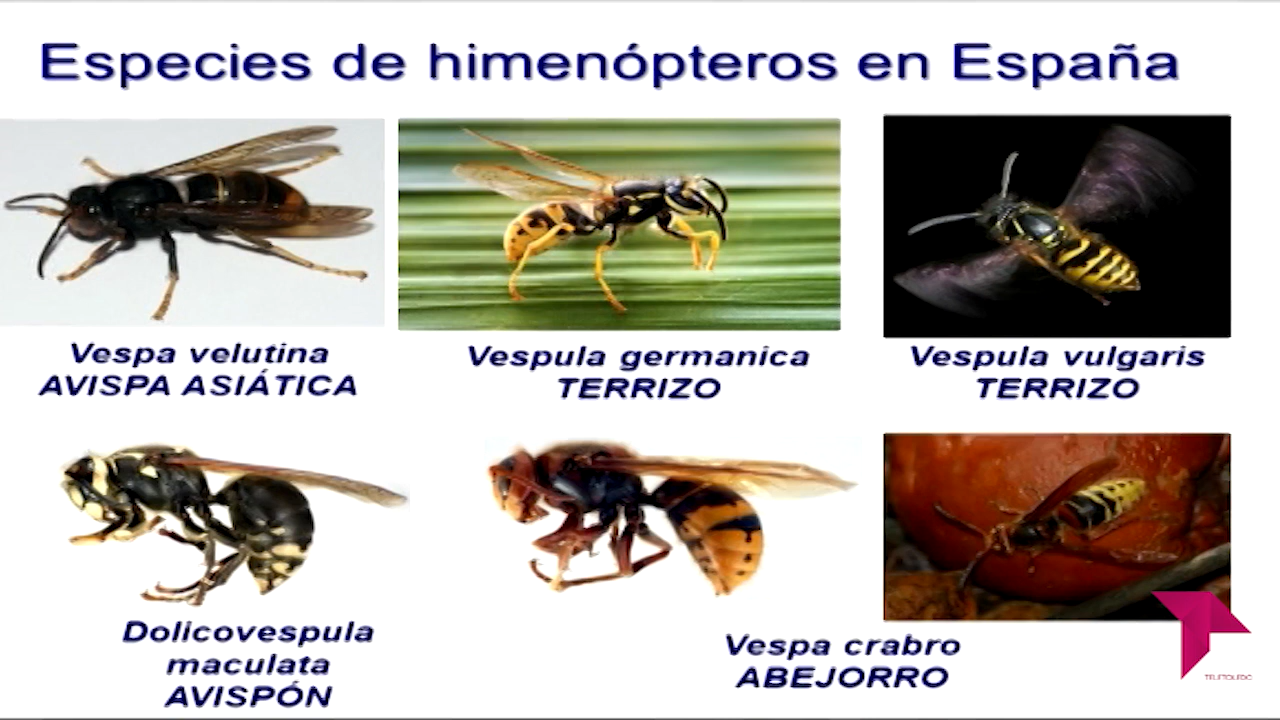 Especies de himenópteros en España
Vespa velutina
AVISPA ASIÁTICA
Vespula germanica
TERRIZO
Vespula vulgaris
TERRIZO
Dolicovespula
maculata
AVISPÓN
Vespa crabro
ABEJORRO
TELETOLEDO